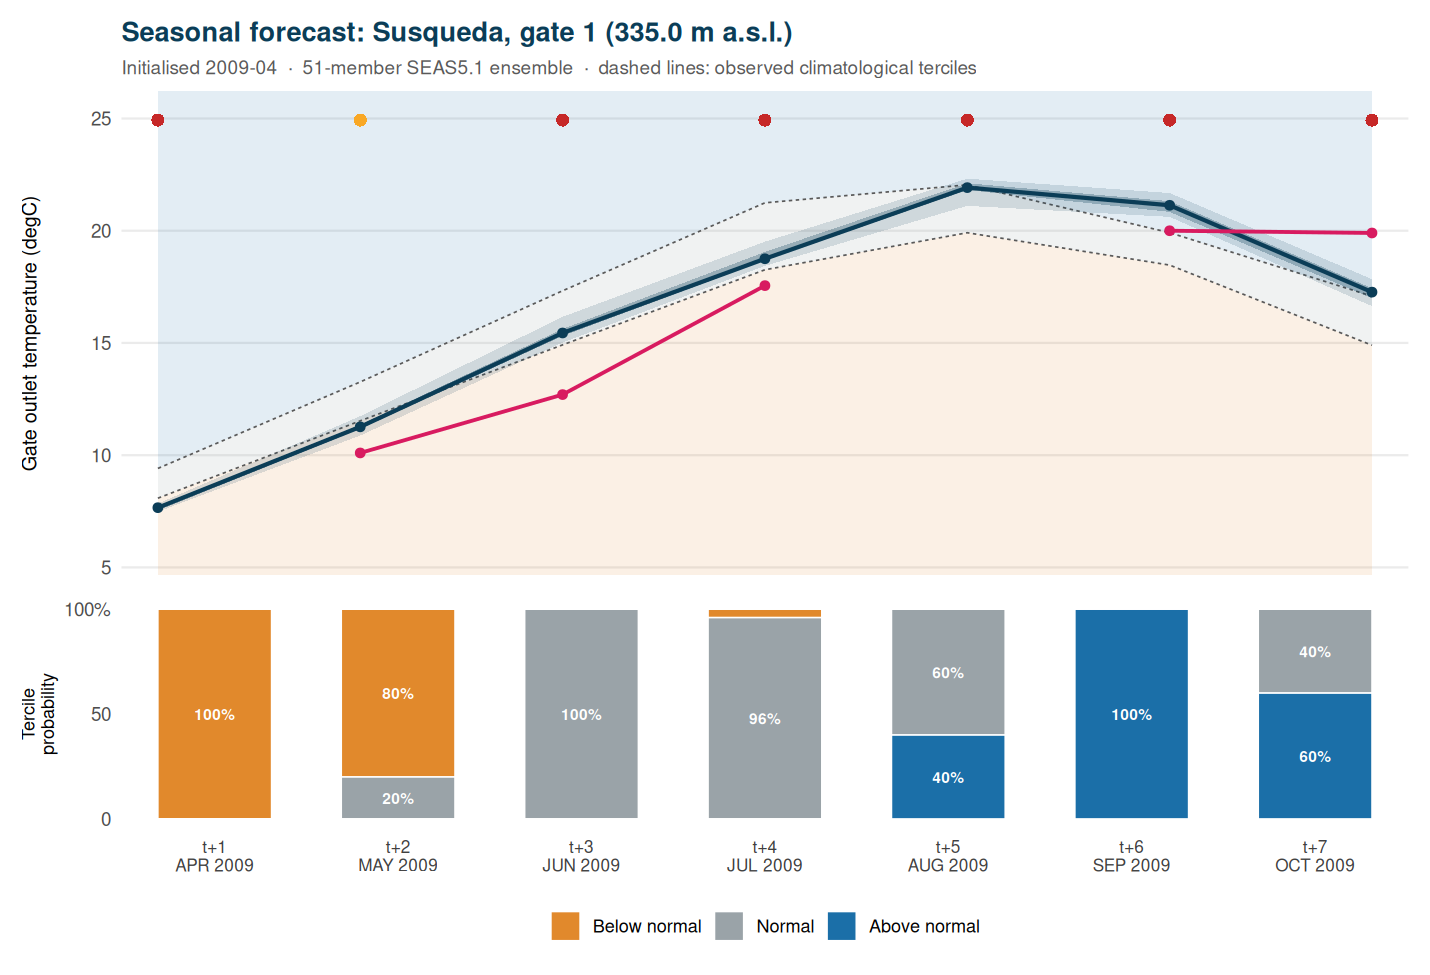 Seasonal forecast: Susqueda, gate 1 (335.0 m a.s.l.)
Initialised 2009-04 · 51-member SEAS5.1 ensemble · dashed lines: observed climatological terciles
Gate outlet temperature (degC)
25
20
15
10
5
Tercile
probability
100%
50
0
100%
80%
20%
100%
96%
60%
40%
100%
40%
60%
t+1
APR 2009
t+2
MAY 2009
t+3
JUN 2009
t+4
JUL 2009
t+5
AUG 2009
t+6
SEP 2009
t+7
OCT 2009
Below normal
Normal
Above normal